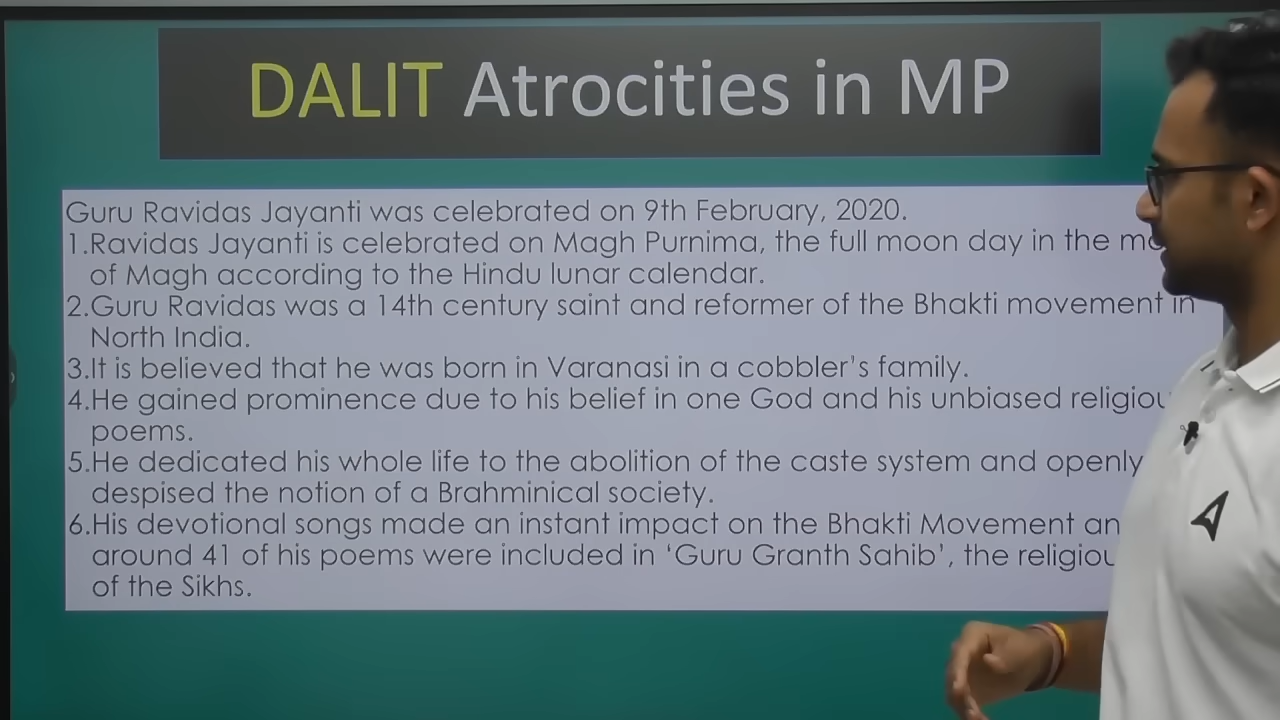 DALIT Atrocities in MP
Guru Ravidas Jayanti was celebrated on 9th February, 2020.
1.Ravidas Jayanti is celebrated on Magh Purnima, the full moon day in the
of Magh according to the Hindu lunar calendar.
2.Guru Ravidas was a 14th century saint and reformer of the Bhakti movement in
North India.
3.It is believed that he was born in Varanasi in a cobbler's family.
4.He gained prominence due to his belief in one God and his unbiased
poems.
5.He dedicated his whole life to the abolition of the caste system and openly
despised the notion of a Brahminical society.
6.His devotional songs made an instant impact on the Bhakti Movement
around 41 of his poems were included in 'Guru Granth Sahib', the
of the Sikhs.